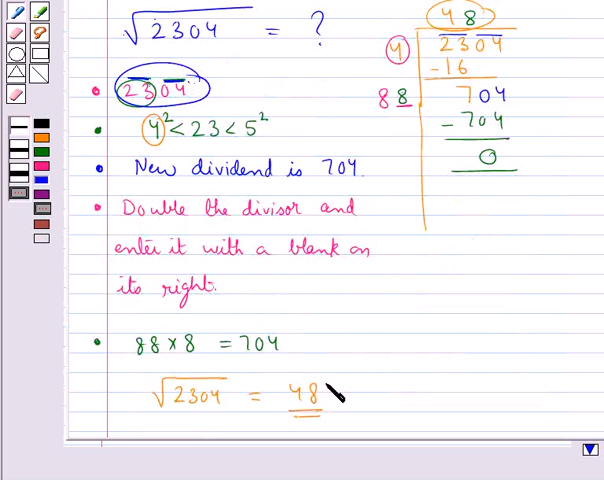 √2304 = ?
48
4 2304
-16
88 704
-704
0
• 2304
• 4² < 23 < 5²
• New dividend is 704.
• Double the divisor and
enter it with a blank on
its right.
• 88 × 8 = 704
√2304 = 48